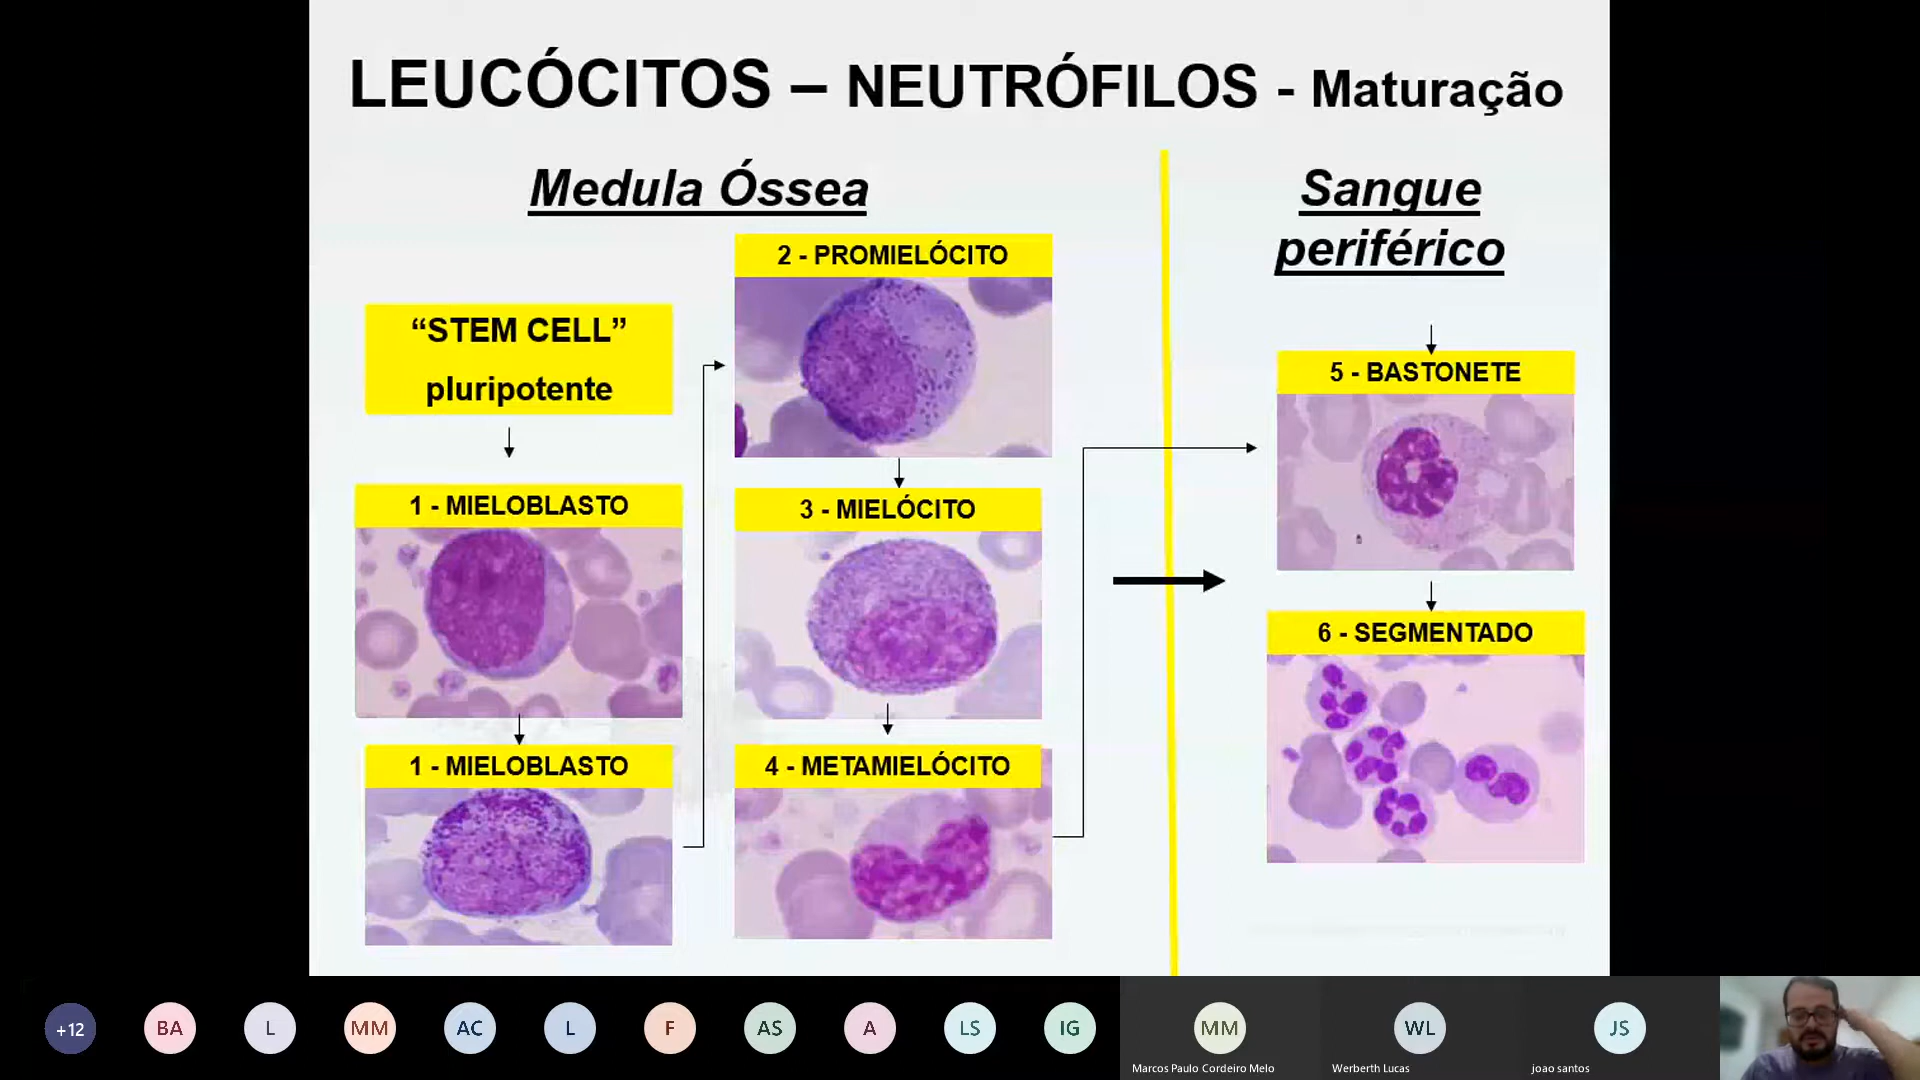 LEUCÓCITOS – NEUTRÓFILOS - Maturação
Medula Óssea
“STEM CELL”
pluripotente
1 - MIELOBLASTO
1 - MIELOBLASTO
2 - PROMIELÓCITO
3 - MIELÓCITO
4 - METAMIELÓCITO
Sangue
periférico
5 - BASTONETE
6 - SEGMENTADO
+12
BA
L
MM
AC
L
F
AS
A
LS
IG
MM
Marcos Paulo Cordeiro Melo
WL
Werberth Lucas
JS
joao santos